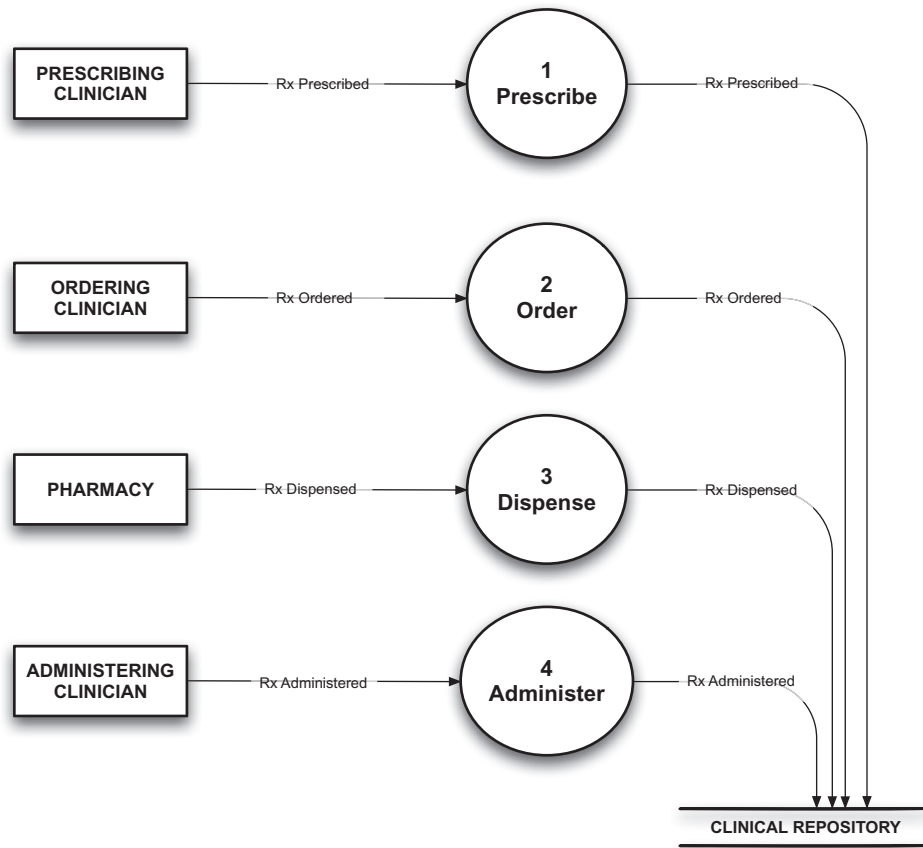 PRESCRIBING
CLINICIAN
Rx Prescribed
1
Prescribe
Rx Prescribed
ORDERING
CLINICIAN
Rx Ordered
2
Order
Rx Ordered
PHARMACY
Rx Dispensed
3
Dispense
Rx Dispensed
ADMINISTERING
CLINICIAN
Rx Administered
4
Administer
Rx Administered
CLINICAL REPOSITORY